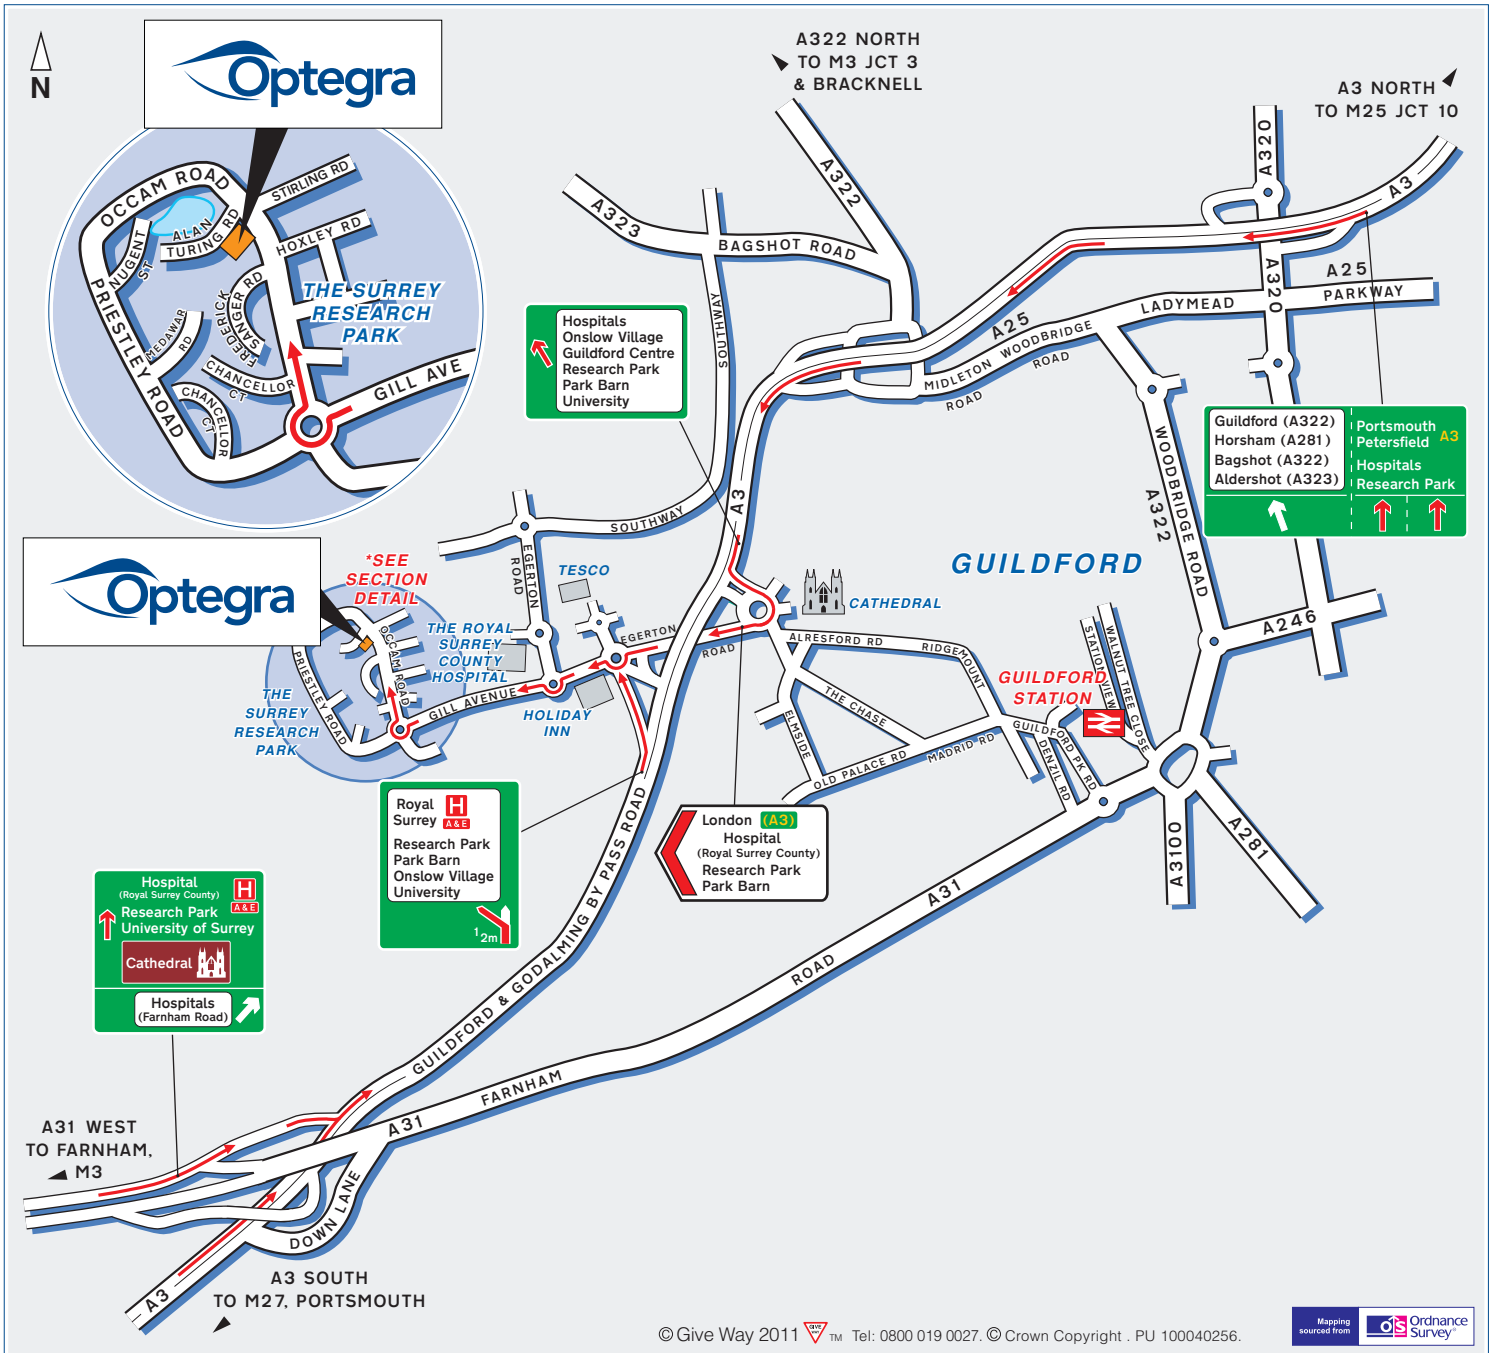 N
Optegra
OCCAM ROAD
STIRLING RD
ALAN
TURING RD
HOXLEY RD
NUGENT
ST
PRIESTLEY ROAD
MEDAWAR
RD
FREDERICK
SANGER RD
CHANCELLOR
CT
CHANCELLOR
CT
THE SURREY
RESEARCH
PARK
GILL AVE
A322 NORTH
TO M3 JCT 3
& BRACKNELL
A3 NORTH
TO M25 JCT 10
A323
A322
BAGSHOT ROAD
SOUTHWAY
A320
A3
A320
A25
PARKWAY
LADYMEAD
A25
WOODBRIDGE
ROAD
MIDLETON
ROAD
Hospitals
Onslow Village
Guildford Centre
Research Park
Park Barn
University
Guildford (A322)
Horsham (A281)
Bagshot (A322)
Aldershot (A323)
Portsmouth
Petersfield A3
Hospitals
Research Park
WOODBRIDGE ROAD
A322
A246
A3
SOUTHWAY
EGERTON
ROAD
TESCO
GUILDFORD
CATHEDRAL
Optegra
*SEE
SECTION
DETAIL
OCCAM ROAD
PRIESTLEY ROAD
THE ROYAL
SURREY
COUNTY
HOSPITAL
THE
SURREY
RESEARCH
PARK
GILL AVENUE
HOLIDAY
INN
EGERTON
ROAD
ALRESFORD RD
RIDGEMOUNT
THE CHASE
ELMSIDE
OLD PALACE RD
MADRID RD
GUILDFORD PK RD
DENZIL RD
GUILDFORD
STATION
STATION VIEW
WALNUT TREE CLOSE
A3100
A281
Royal
Surrey
H
A&E
Research Park
Park Barn
Onslow Village
University
1
2m
London (A3)
Hospital
(Royal Surrey County)
Research Park
Park Barn
Hospital
(Royal Surrey County)
H
A&E
Research Park
University of Surrey
Cathedral
Hospitals
(Farnham Road)
GUILDFORD & GODALMING BY PASS ROAD
A31
FARNHAM
ROAD
A31
A31 WEST
TO FARNHAM,
M3
DOWN LANE
A3
A3 SOUTH
TO M27, PORTSMOUTH
© Give Way 2011 GIVE WAY TM Tel: 0800 019 0027. © Crown Copyright . PU 100040256.
Mapping
sourced from
OS
Ordnance
Survey®